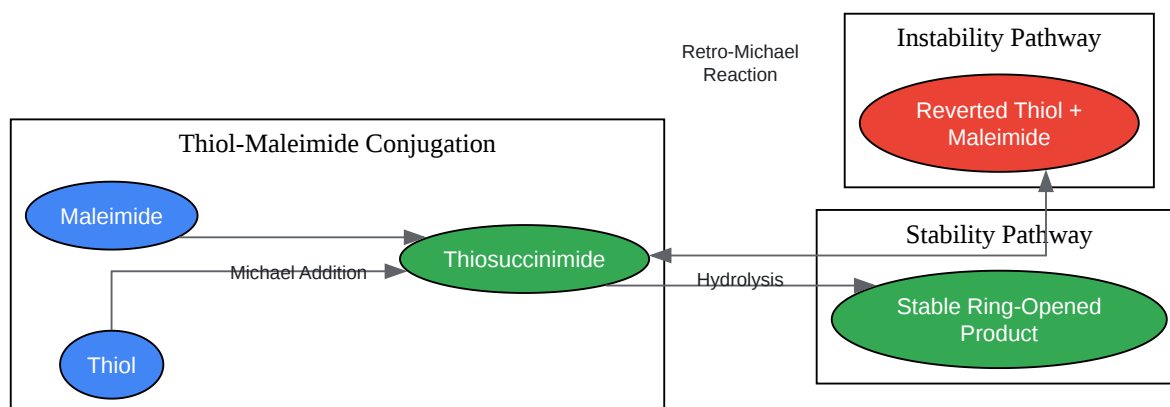 Retro-Michael
Reaction
Instability Pathway
Reverted Thiol +
Maleimide
Thiol-Maleimide Conjugation
Maleimide
Thiosuccinimide
Michael Addition
Thiol
Hydrolysis
Stability Pathway
Stable Ring-Opened
Product